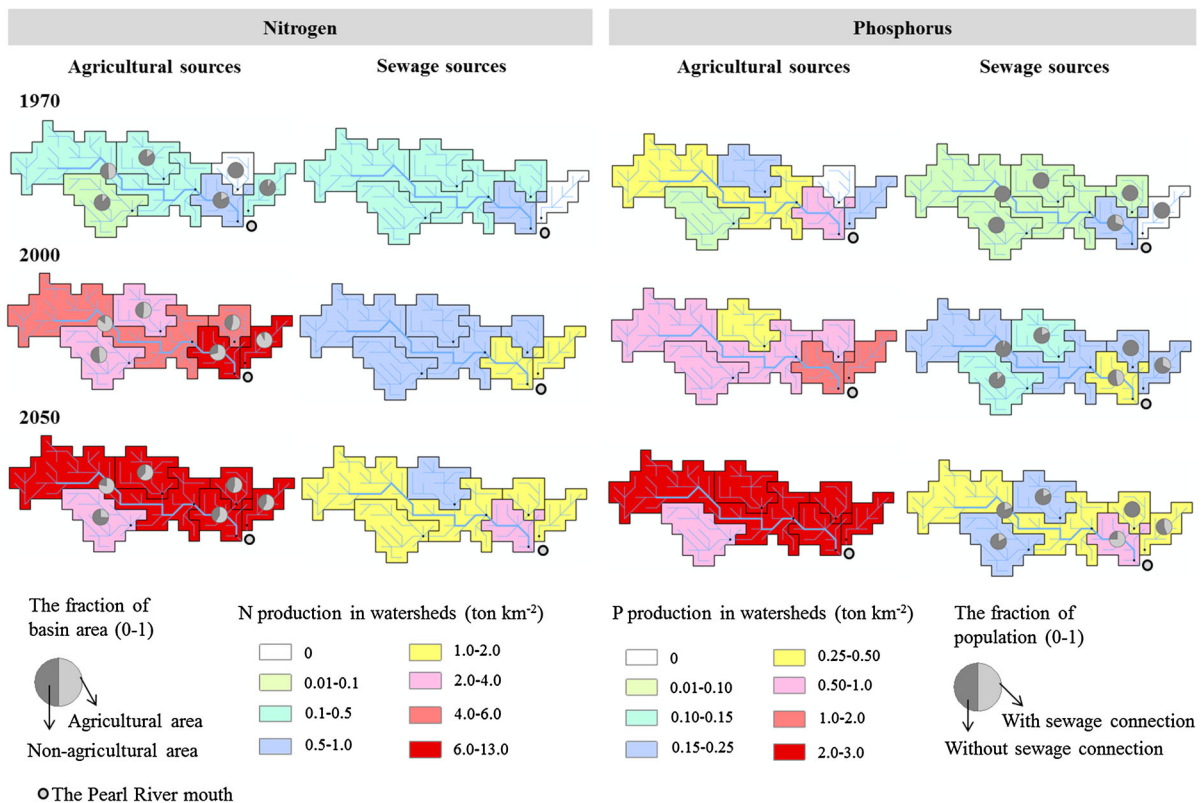 Nitrogen
Phosphorus
Agricultural sources
Sewage sources
Agricultural sources
Sewage sources
1970
2000
2050
The fraction of
basin area (0-1)
Agricultural area
Non-agricultural area
The Pearl River mouth
N production in watersheds (ton km-2)
0
0.01-0.1
0.1-0.5
0.5-1.0
1.0-2.0
2.0-4.0
4.0-6.0
6.0-13.0
P production in watersheds (ton km-2)
0
0.01-0.10
0.10-0.15
0.15-0.25
0.25-0.50
0.50-1.0
1.0-2.0
2.0-3.0
The fraction of
population (0-1)
With sewage connection
Without sewage connection